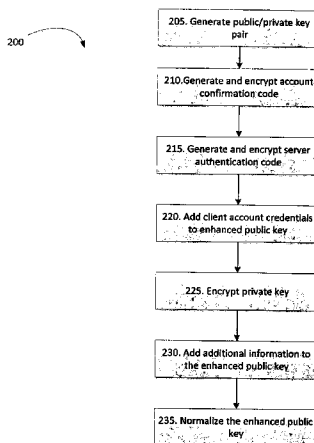 200
205. Generate public/private key
pair
210.Generate and encrypt account
confirmation code
215. Generate and encrypt server
authentication code
220. Add client account credentials
to enhanced public key
225. Encrypt private key
230. Add additional information to
the enhanced public key
235. Normalize the enhanced public
key